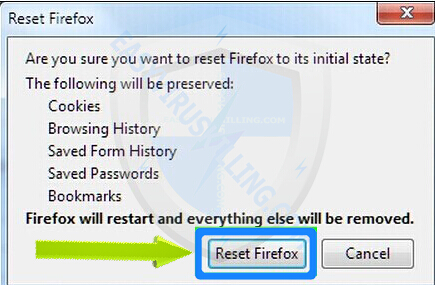 Reset Firefox
Are you sure you want to reset Firefox to its initial state?
The following will be preserved:
Cookies
Browsing History
Saved Form History
Saved Passwords
Bookmarks
Firefox will restart and everything else will be removed.
Reset Firefox
Cancel